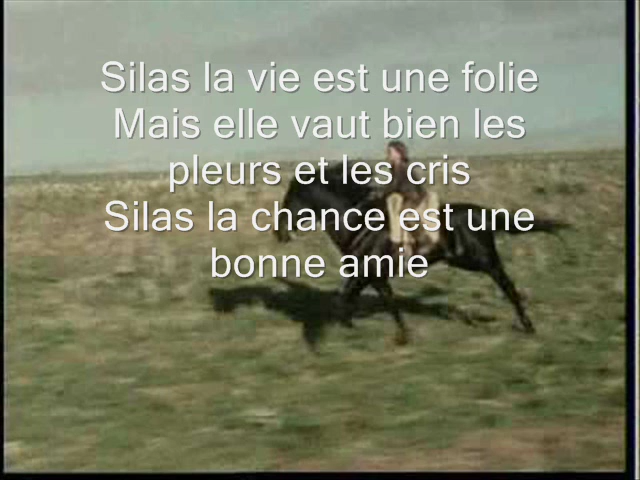 Silas la vie est une folie
Mais elle vaut bien les
pleurs et les cris
Silas la chance est une
bonne amie